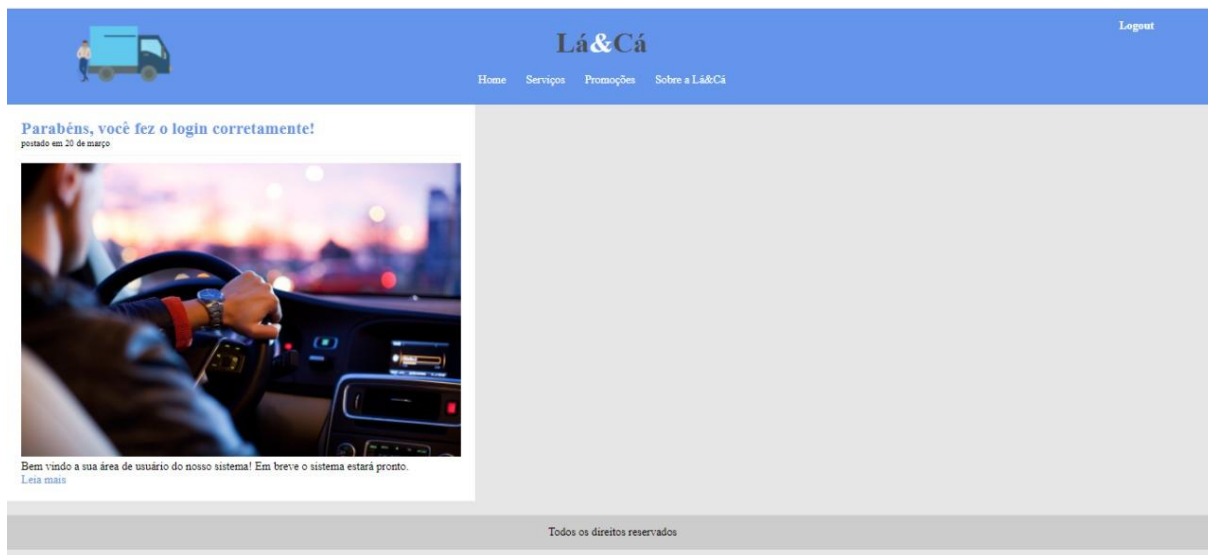 Logout
Lá&Cá
Home Serviços Promoções Sobre a Lá&Cá
Parabéns, você fez o login corretamente!
postado em 20 de março
Bem vindo a sua área de usuário do nosso sistema! Em breve o sistema estará pronto.
Leia mais
Todos os direitos reservados